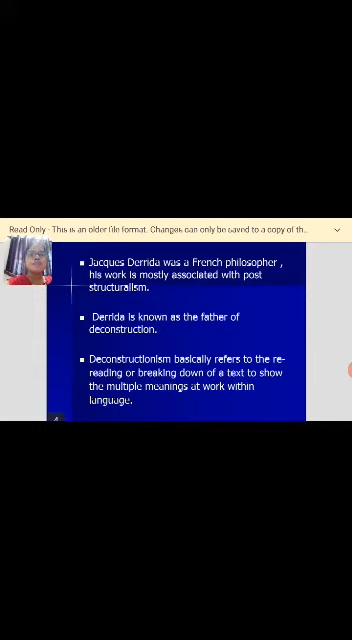 Read Only - This is an older file format. Changes can only be saved to a copy of th...
Jacques Derrida was a French philosopher ,
his work is mostly associated with post
structuralism.
Derrida is known as the father of
deconstruction.
Deconstructionism basically refers to the re-
reading or breaking down of a text to show
the multiple meanings at work within
language.
4